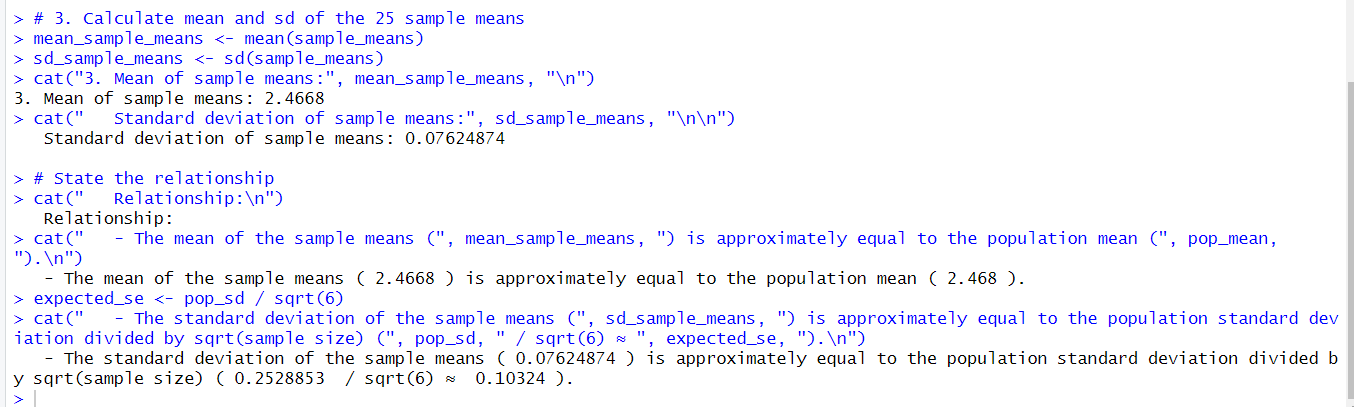 > # 3. Calculate mean and sd of the 25 sample means
> mean_sample_means <- mean(sample_means)
> sd_sample_means <- sd(sample_means)
> cat("3. Mean of sample means:", mean_sample_means, "\n")
3. Mean of sample means: 2.4668
> cat("   Standard deviation of sample means:", sd_sample_means, "\n\n")
   Standard deviation of sample means: 0.07624874
> # State the relationship
> cat("   Relationship:\n")
   Relationship:
> cat("   - The mean of the sample means (", mean_sample_means, ") is approximately equal to the population mean (", pop_mean,
").\n")
   - The mean of the sample means ( 2.4668 ) is approximately equal to the population mean ( 2.468 ).
> expected_se <- pop_sd / sqrt(6)
> cat("   - The standard deviation of the sample means (", sd_sample_means, ") is approximately equal to the population standard dev
iation divided by sqrt(sample size) (", pop_sd, " / sqrt(6) ≈ ", expected_se, ").\n")
   - The standard deviation of the sample means ( 0.07624874 ) is approximately equal to the population standard deviation divided b
y sqrt(sample size) ( 0.2528853  / sqrt(6) ≈  0.10324 ).
>